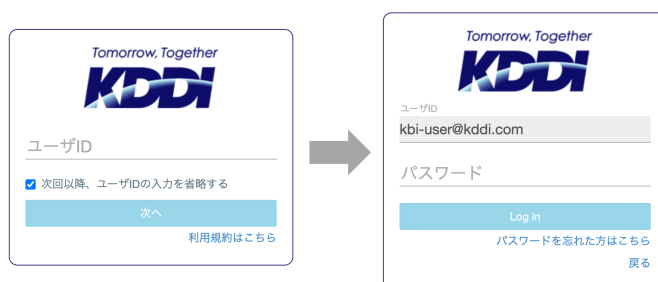 Tomorrow, Together
KDDI
ユーザID
次回以降、ユーザIDの入力を省略する
次へ
利用規約はこちら
Tomorrow, Together
KDDI
ユーザID
kbi-user@kddi.com
パスワード
Log in
パスワードを忘れた方はこちら
戻る